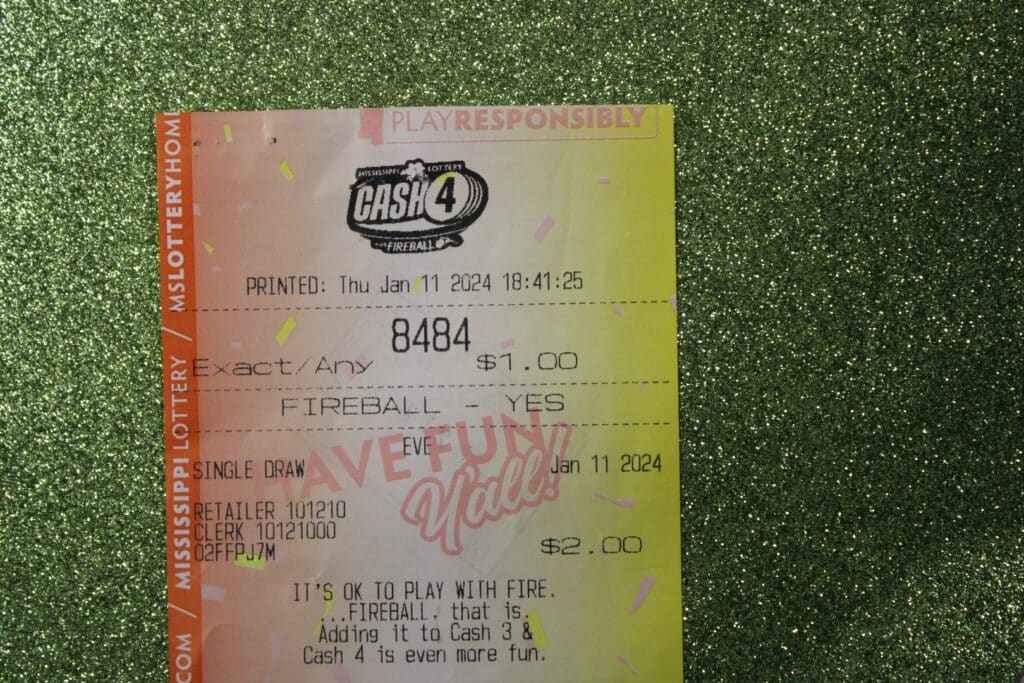 PLAY RESPONSIBLY
MISSISSIPPI LOTTERY
CASH 4
FIREBALL
PRINTED: Thu Jan 11 2024 18:41:25
8484
Exact/Any $1.00
FIREBALL - YES
EVE
SINGLE DRAW Jan 11 2024
HAVE FUN
Y'all!
RETAILER 101210
CLERK 10121000
02FFPJ7M
$2.00
IT'S OK TO PLAY WITH FIRE.
...FIREBALL, that is.
Adding it to Cash 3 &
Cash 4 is even more fun.
.COM / MISSISSIPPI LOTTERY / MSLOTTERYHOME